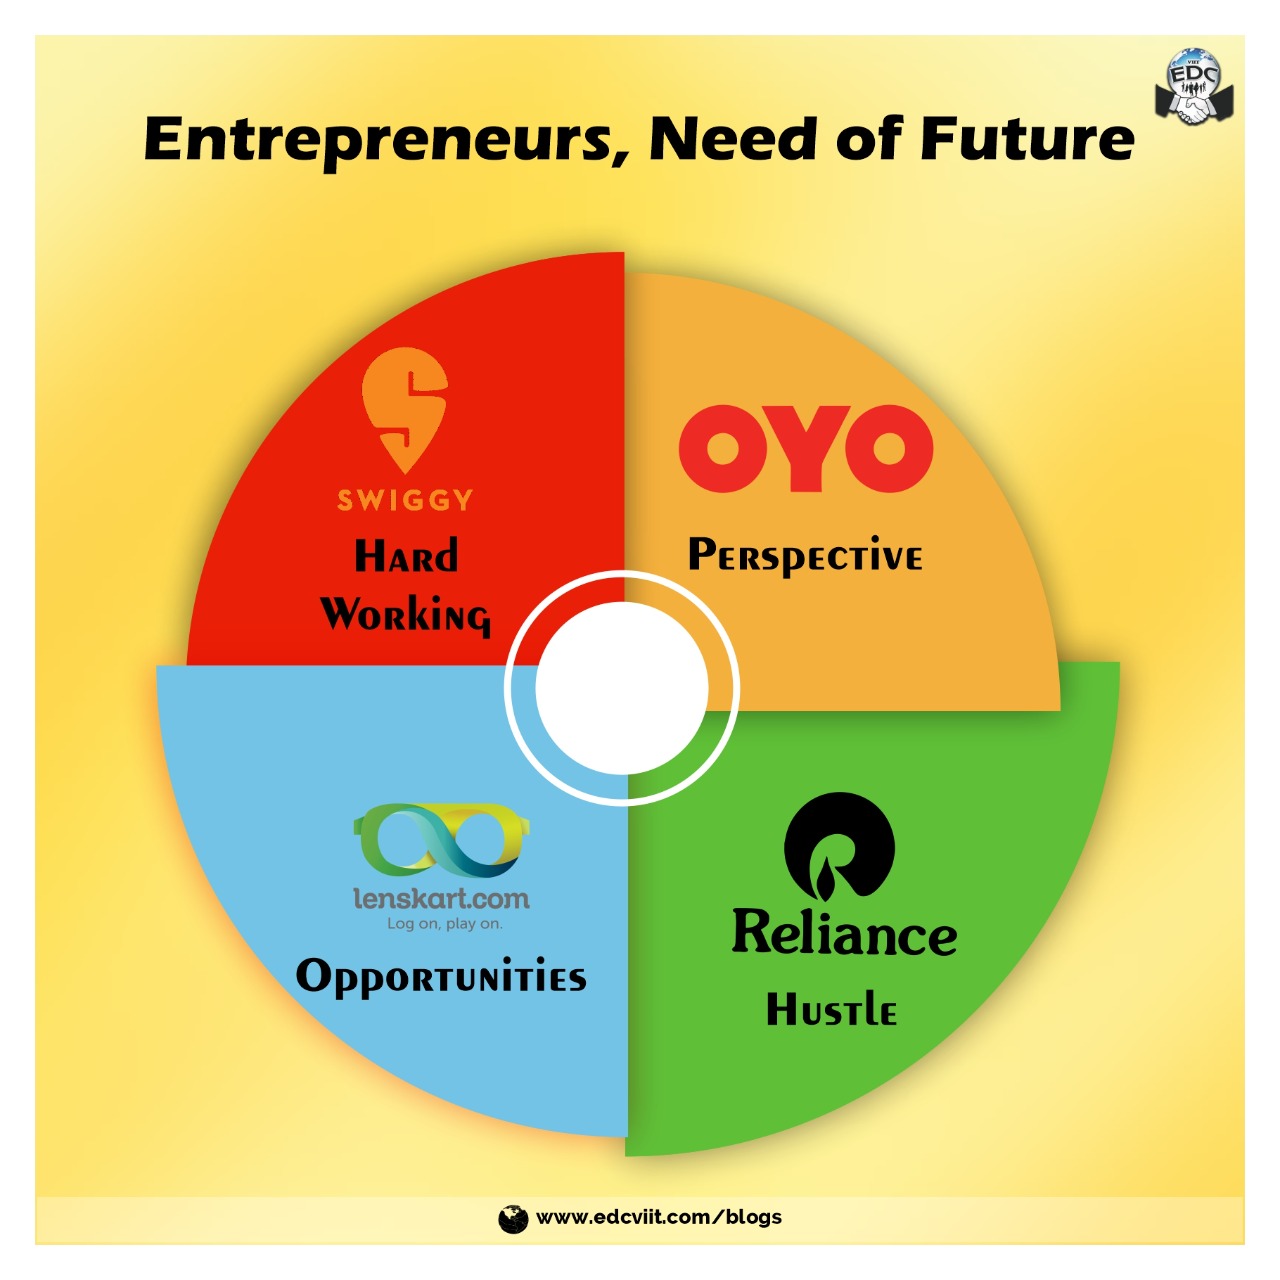 VIIT
EDC
Entrepreneurs, Need of Future
SWIGGY
Hard
Working
OYO
Perspective
lenskart.com
Log on, play on.
Opportunities
Reliance
Hustle
www.edcviit.com/blogs